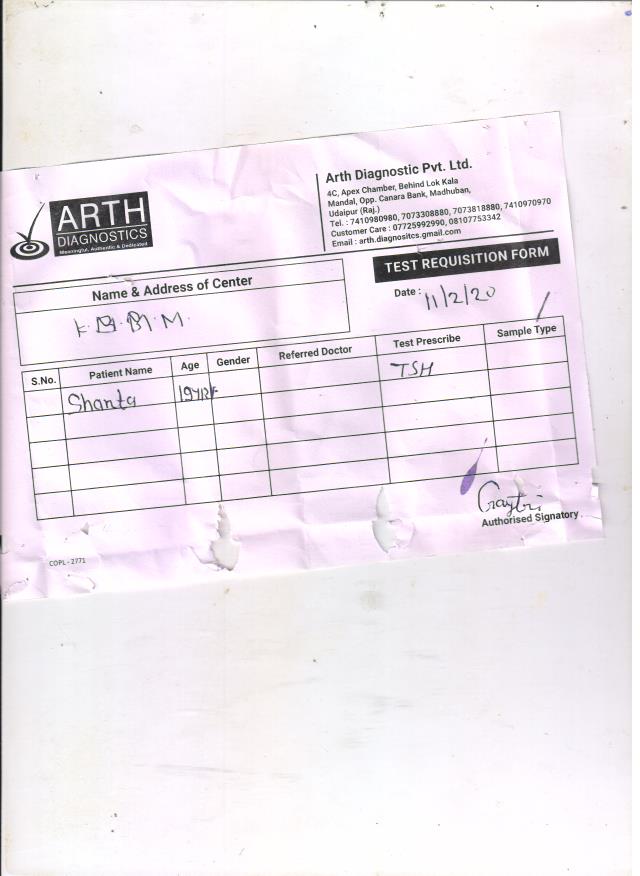 ARTH
DIAGNOSTICS
Meaningful, Authentic & Dedicated
Arth Diagnostic Pvt. Ltd.
4C, Apex Chamber, Behind Lok Kala
Mandal, Opp. Canara Bank, Madhuban,
Udaipur (Raj.)
Tel. : 7410980980, 7073308880, 7073818880, 7410970970
Customer Care : 07725992990, 08107753342
Email : arth.diagnositcs.gmail.com
TEST REQUISITION FORM
Name & Address of Center
Date : 11/2/20
S.No. Patient Name Age Gender Referred Doctor Test Prescribe Sample Type
Shanta TSH
Gaytri
Authorised Signatory
COPL - 2771